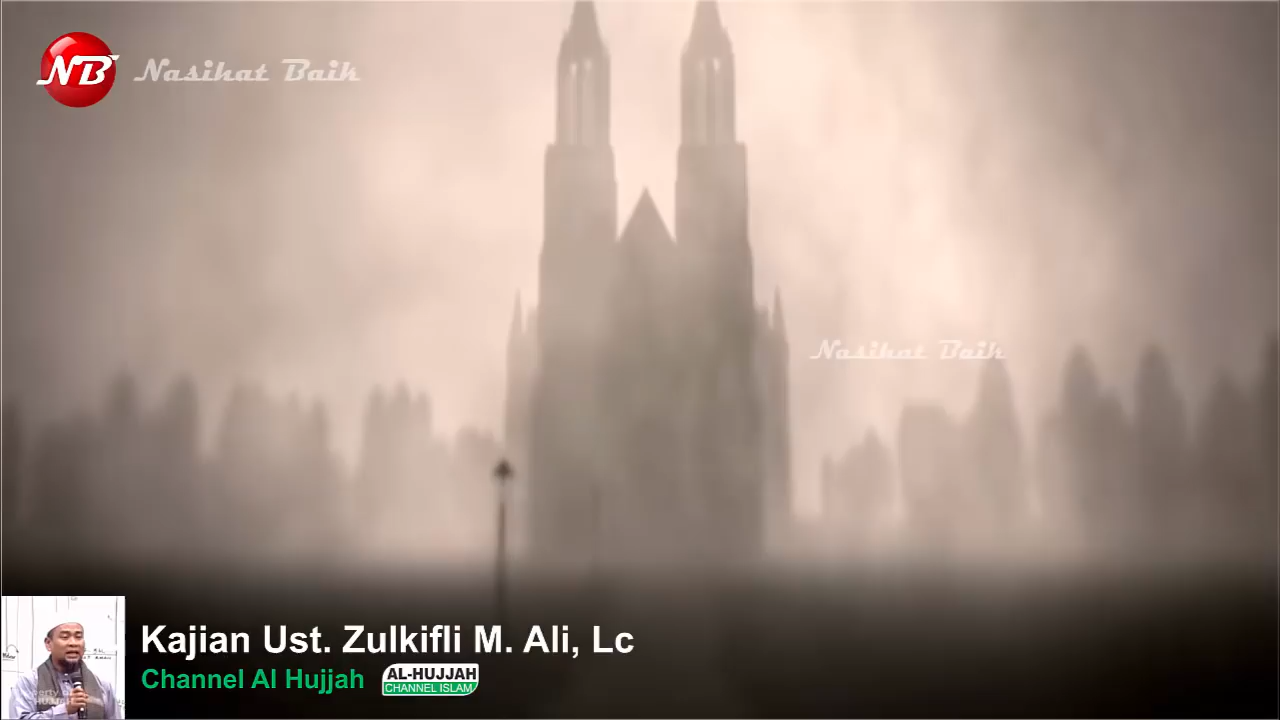 NB Nasihat Baik
Nasihat Baik
Kajian Ust. Zulkifli M. Ali, Lc
Channel Al Hujjah
AL-HUJJAH
CHANNEL ISLAM